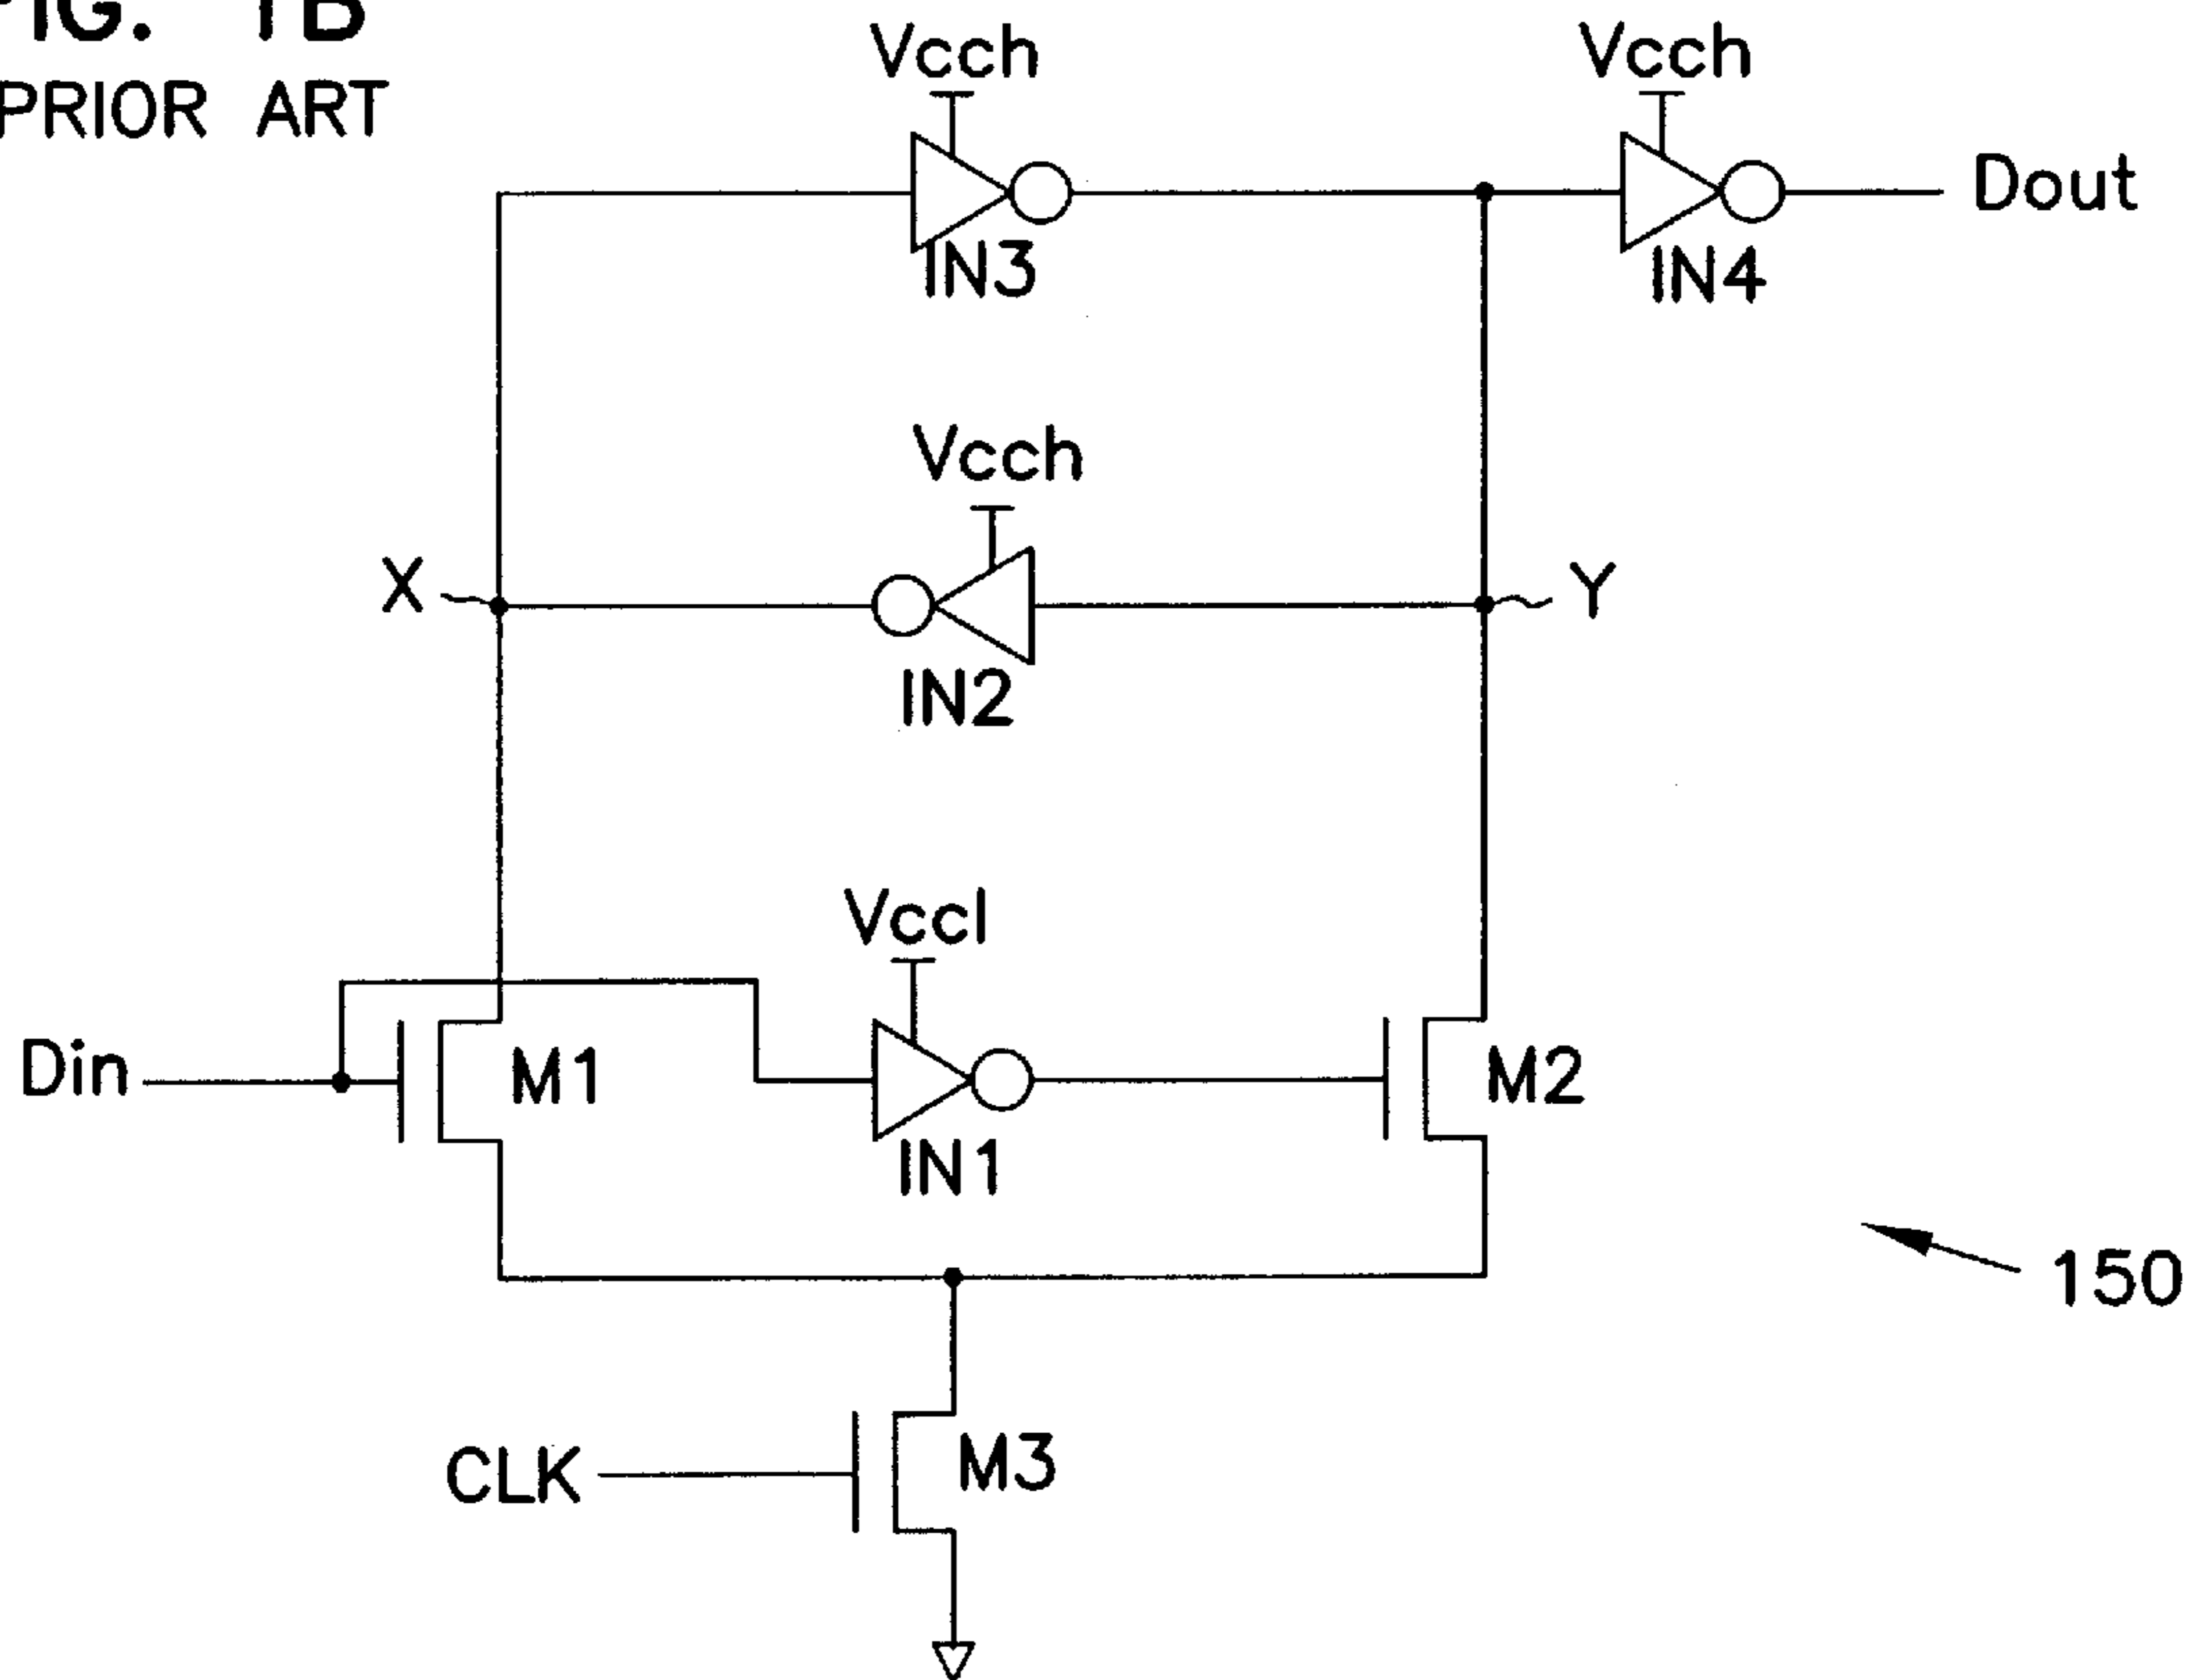 FIG. 1B
PRIOR ART
Vcch
Vcch
Dout
IN3
IN4
Vcch
X
Y
IN2
Vccl
Din
M1
M2
IN1
150
CLK
M3